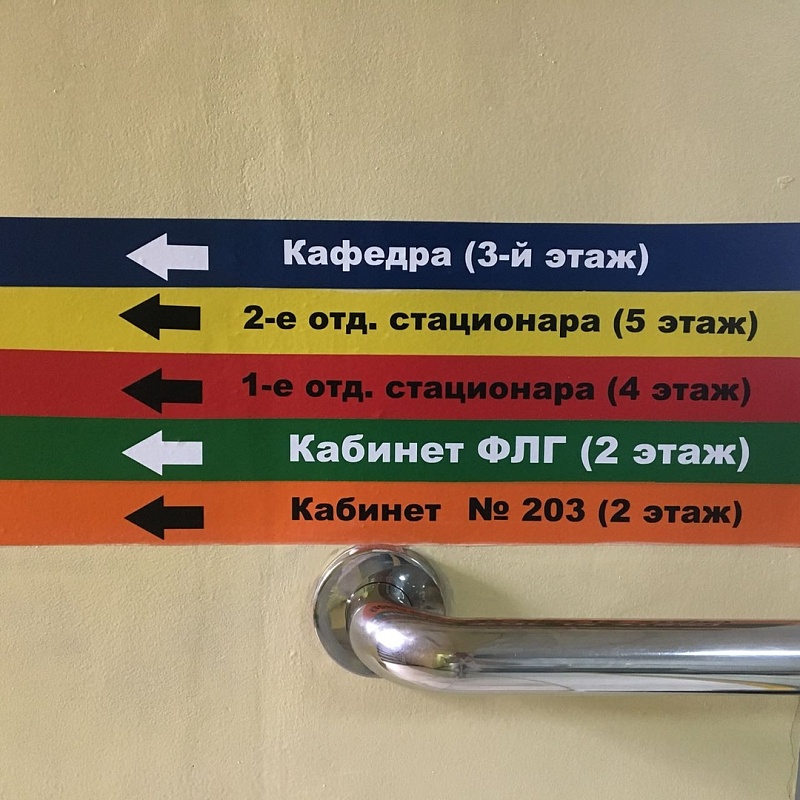 Кафедра (3-й этаж)
2-е отд. стационара (5 этаж)
1-е отд. стационара (4 этаж)
Кабинет ФЛГ (2 этаж)
Кабинет № 203 (2 этаж)